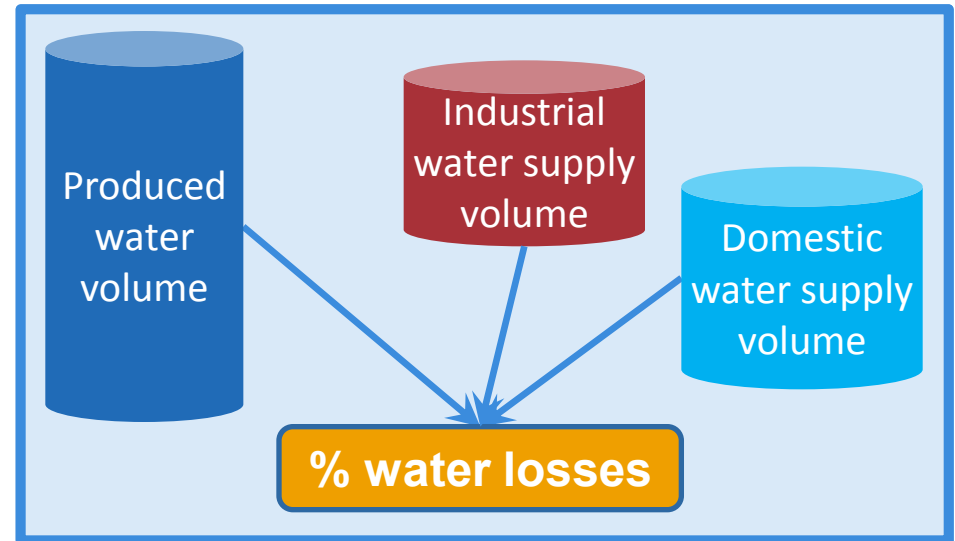 Produced
water
volume
Industrial
water supply
volume
Domestic
water supply
volume
% water losses